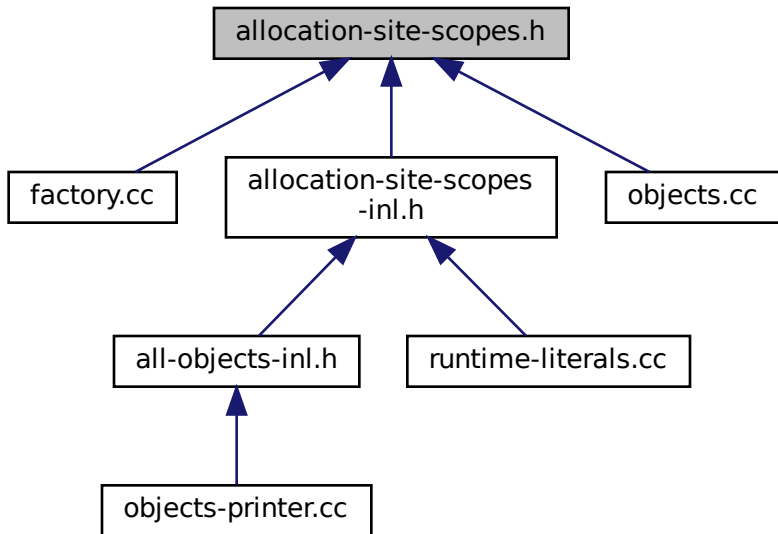 allocation-site-scopes.h
factory.cc
allocation-site-scopes
-inl.h
objects.cc
all-objects-inl.h
runtime-literals.cc
objects-printer.cc